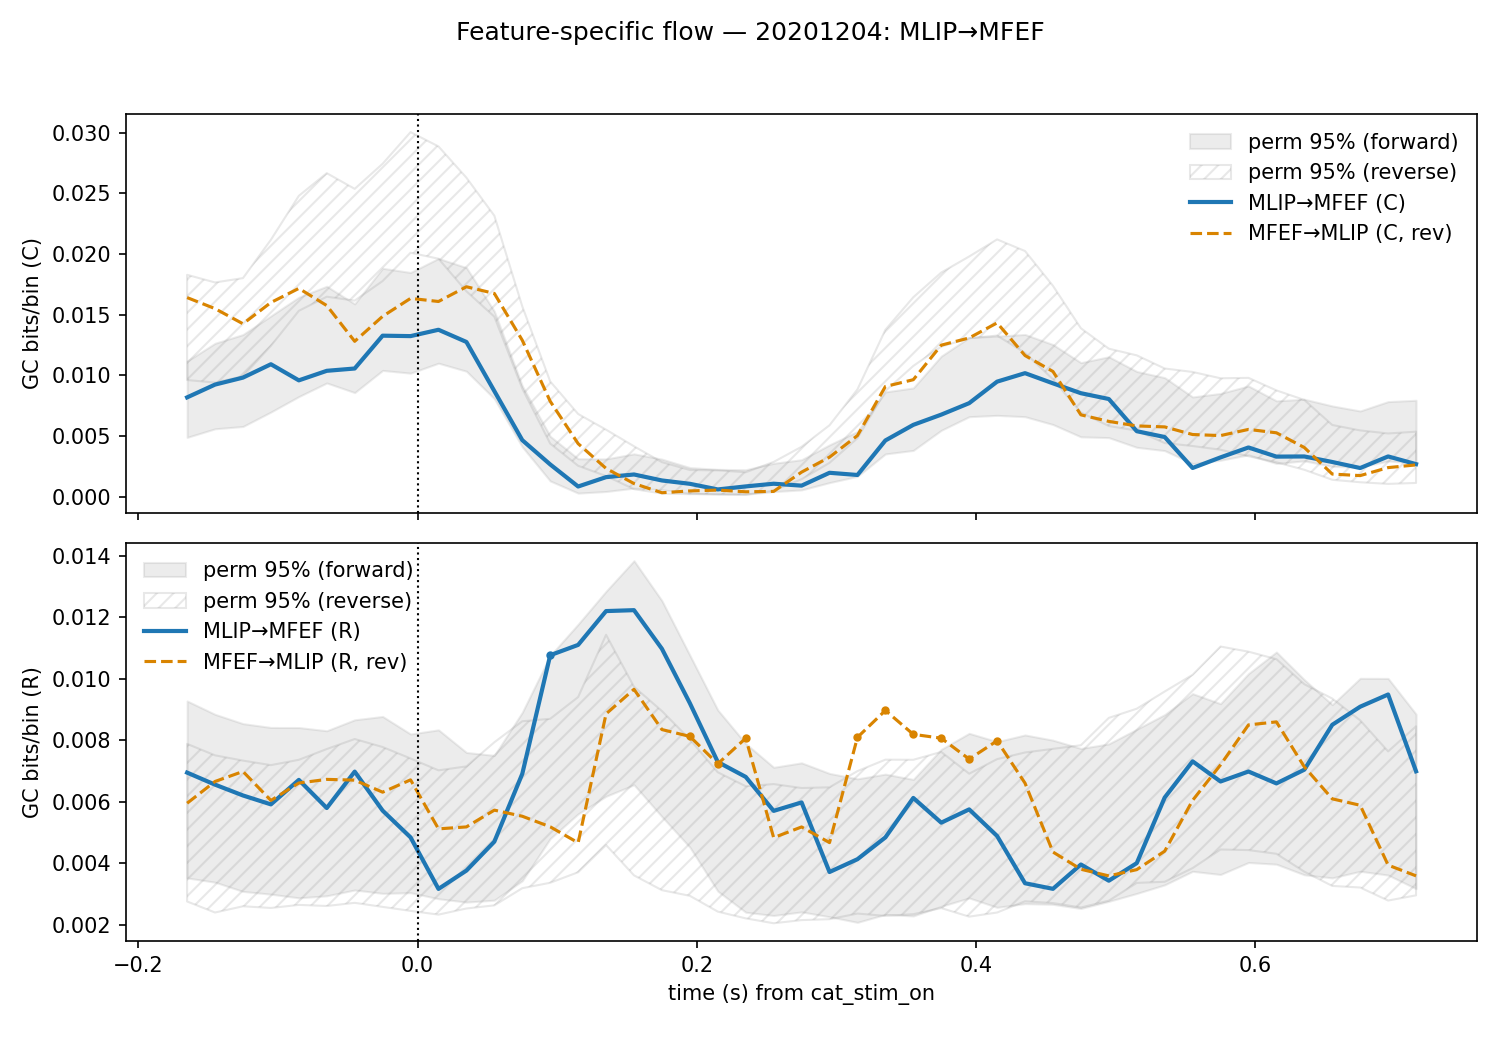 Feature-specific flow — 20201204: MLIP→MFEF
GC bits/bin (C)
0.030
0.025
0.020
0.015
0.010
0.005
0.000
perm 95% (forward)
perm 95% (reverse)
MLIP→MFEF (C)
MFEF→MLIP (C, rev)
GC bits/bin (R)
0.014
0.012
0.010
0.008
0.006
0.004
0.002
perm 95% (forward)
perm 95% (reverse)
MLIP→MFEF (R)
MFEF→MLIP (R, rev)
−0.2 0.0 0.2 0.4 0.6
time (s) from cat_stim_on